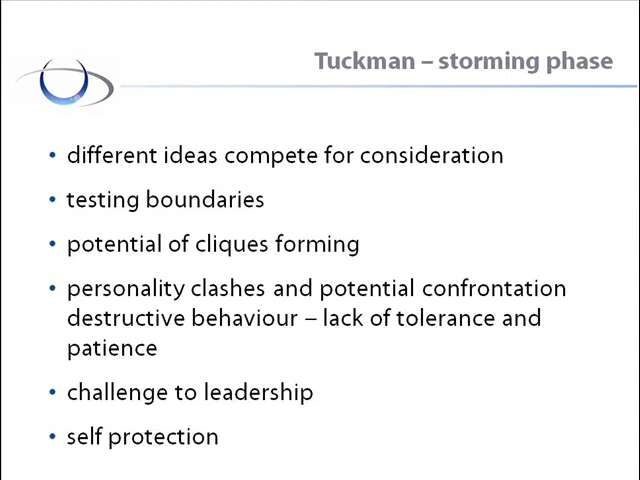 Tuckman – storming phase
• different ideas compete for consideration
• testing boundaries
• potential of cliques forming
• personality clashes and potential confrontation
destructive behaviour – lack of tolerance and
patience
• challenge to leadership
• self protection